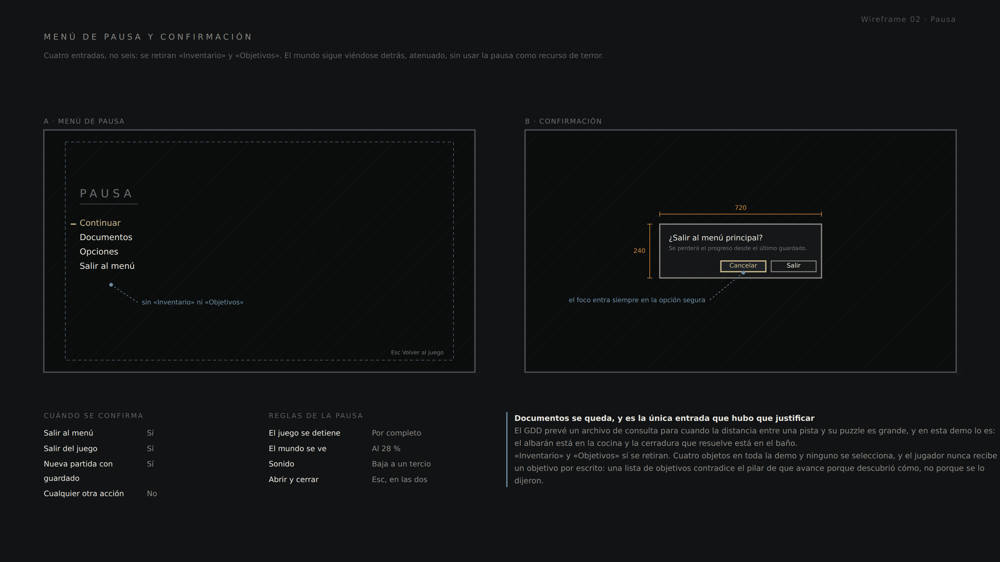 Wireframe 02 · Pausa
MENÚ DE PAUSA Y CONFIRMACIÓN
Cuatro entradas, no seis: se retiran «Inventario» y «Objetivos». El mundo sigue viéndose detrás, atenuado, sin usar la pausa como recurso de terror.
A · MENÚ DE PAUSA
PAUSA
Continuar
Documentos
Opciones
Salir al menú
sin «Inventario» ni «Objetivos»
Esc Volver al juego
B · CONFIRMACIÓN
720
240
¿Salir al menú principal?
Se perderá el progreso desde el último guardado.
Cancelar
Salir
el foco entra siempre en la opción segura
CUÁNDO SE CONFIRMA
Salir al menú Sí
Salir del juego Sí
Nueva partida con Sí
guardado
Cualquier otra acción No
REGLAS DE LA PAUSA
El juego se detiene Por completo
El mundo se ve Al 28 %
Sonido Baja a un tercio
Abrir y cerrar Esc, en las dos
Documentos se queda, y es la única entrada que hubo que justificar
El GDD prevé un archivo de consulta para cuando la distancia entre una pista y su puzzle es grande, y en esta demo lo es:
el albarán está en la cocina y la cerradura que resuelve está en el baño.
«Inventario» y «Objetivos» sí se retiran. Cuatro objetos en toda la demo y ninguno se selecciona, y el jugador nunca recibe
un objetivo por escrito: una lista de objetivos contradice el pilar de que avance porque descubrió cómo, no porque se lo
dijeron.